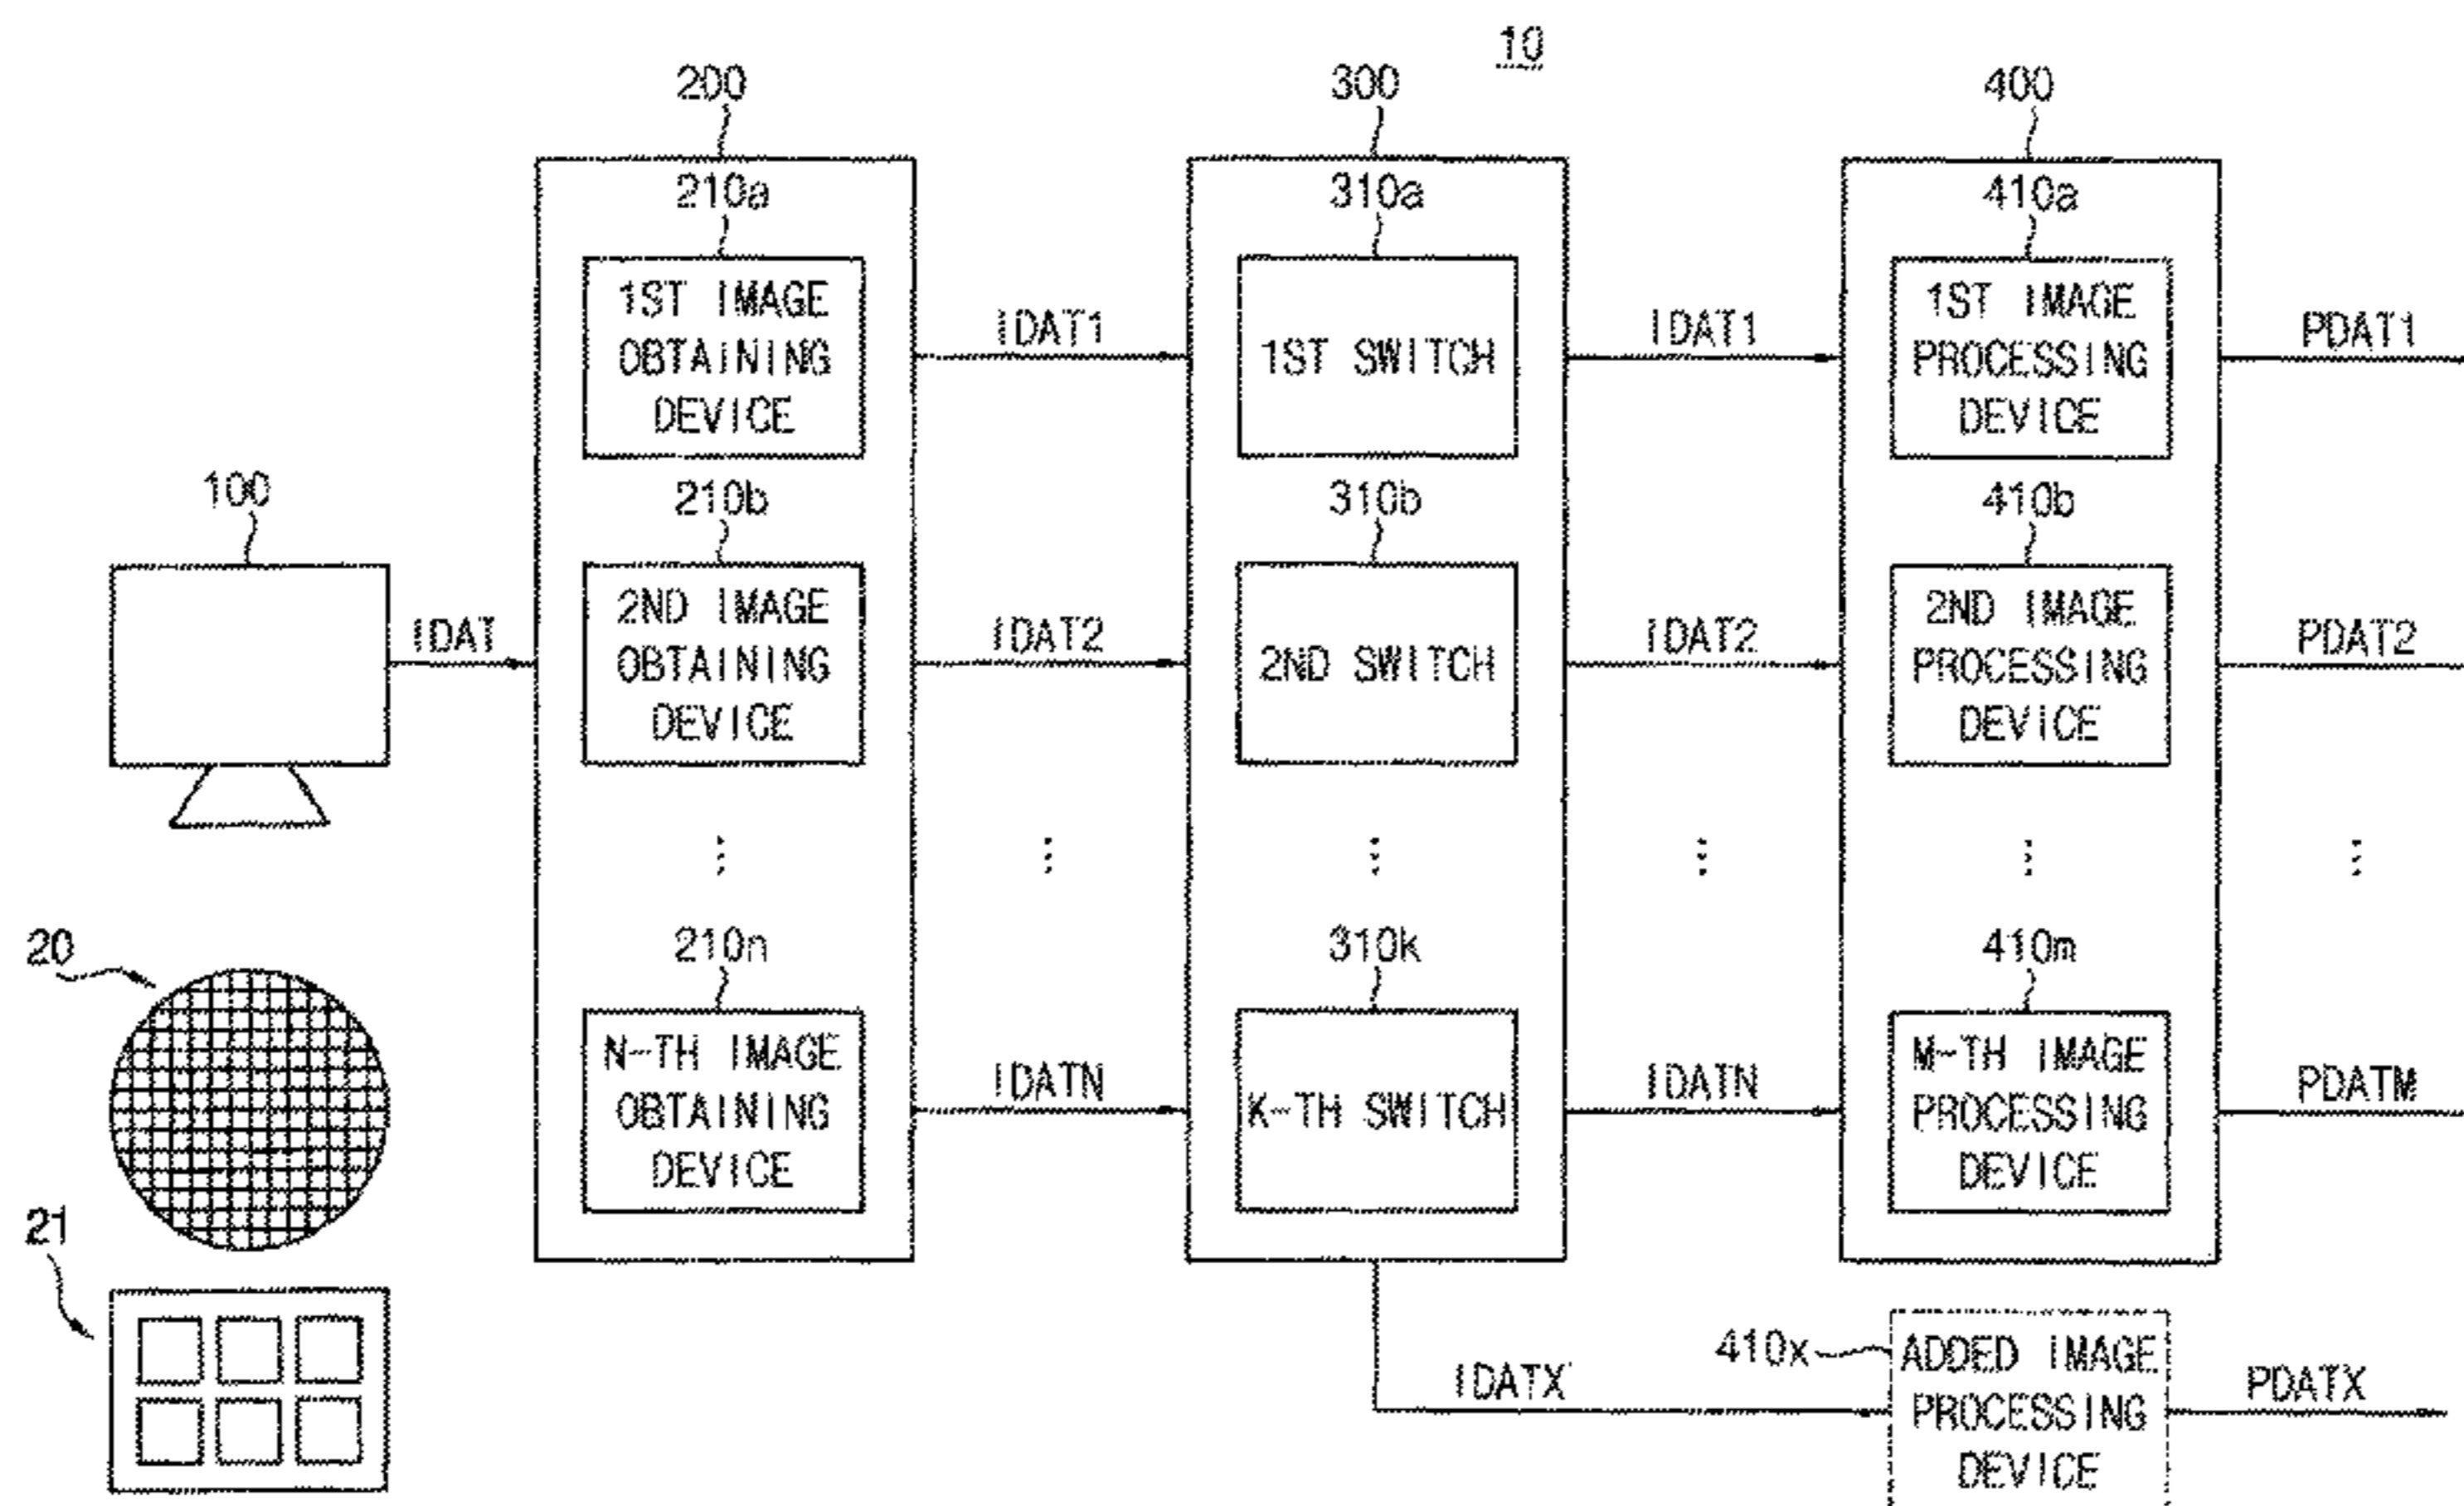 10
200
300
400
210a
310a
410a
1ST IMAGE
OBTAINING
DEVICE
IDAT1
1ST SWITCH
IDAT1
1ST IMAGE
PROCESSING
DEVICE
PDAT1
100
210b
310b
410b
IDAT
2ND IMAGE
OBTAINING
DEVICE
IDAT2
2ND SWITCH
IDAT2
2ND IMAGE
PROCESSING
DEVICE
PDAT2
20
210n
310k
410m
N-TH IMAGE
OBTAINING
DEVICE
IDATN
K-TH SWITCH
IDATN
M-TH IMAGE
PROCESSING
DEVICE
PDATM
21
IDATX
410x
ADDED IMAGE
PROCESSING
DEVICE
PDATX